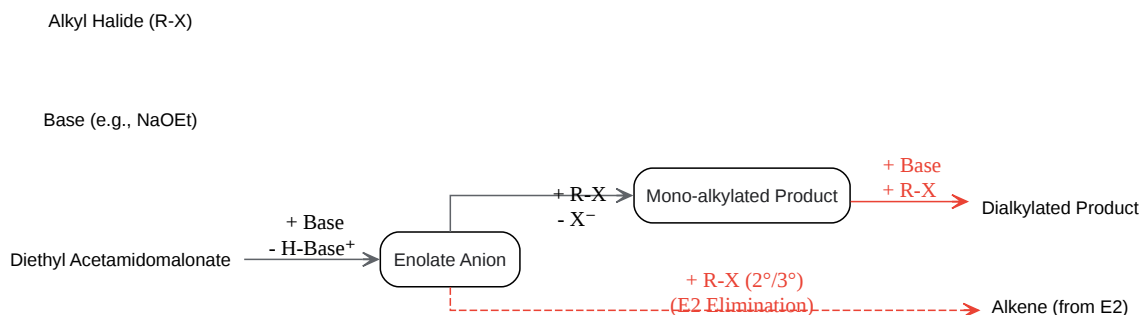 Alkyl Halide (R-X)
Base (e.g., NaOEt)
+ Base
+ R-X
+ R-X
- X⁻
Mono-alkylated Product
Dialkylated Product
+ Base
- H-Base⁺
Diethyl Acetamidomalonate
Enolate Anion
+ R-X (2°/3°)
(E2 Elimination)
Alkene (from E2)